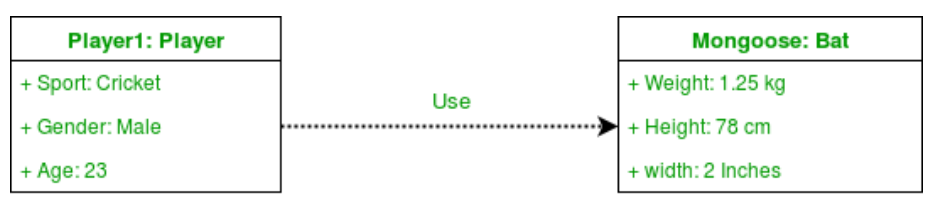 Player1: Player
+ Sport: Cricket
+ Gender: Male
+ Age: 23
Use
Mongoose: Bat
+ Weight: 1.25 kg
+ Height: 78 cm
+ width: 2 Inches